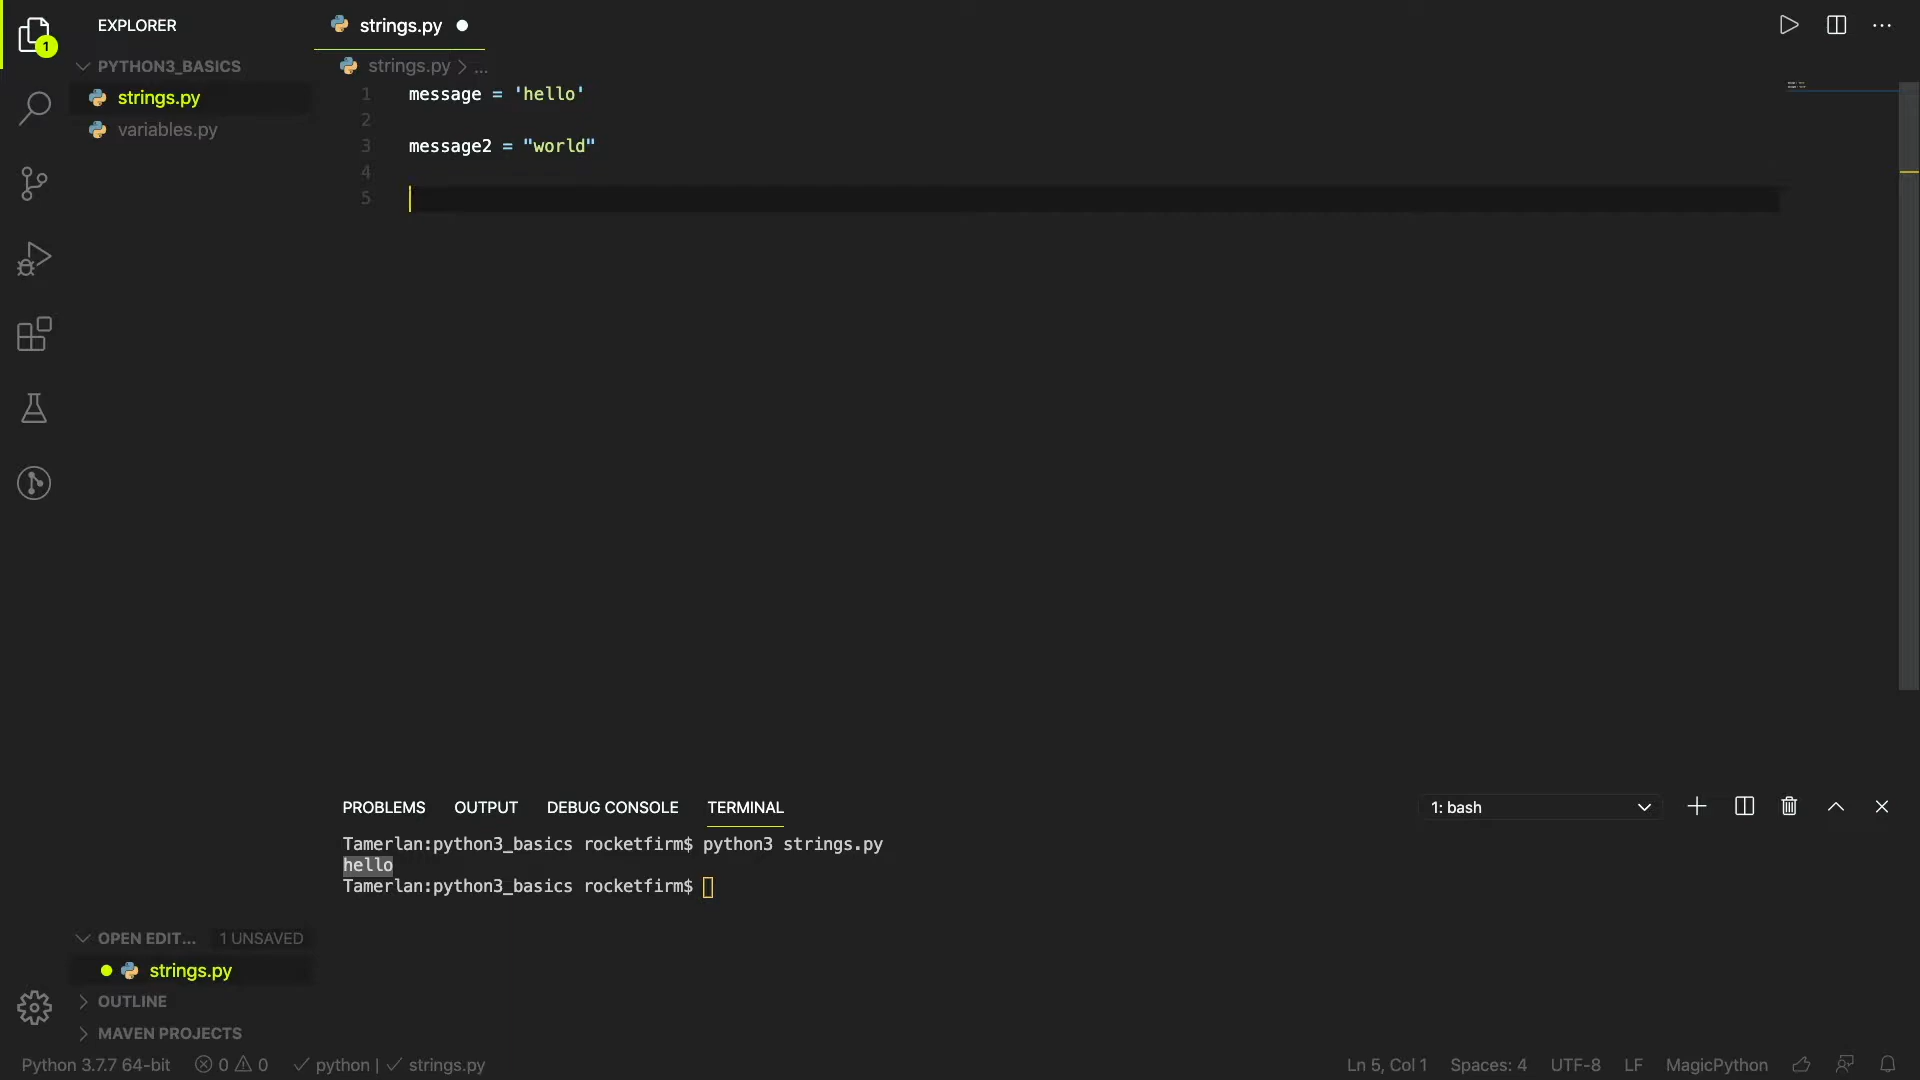 EXPLORER
1
PYTHON3_BASICS
strings.py
variables.py
strings.py
strings.py > ...
1 message = 'hello'
2
3 message2 = "world"
4
5
PROBLEMS OUTPUT DEBUG CONSOLE TERMINAL 1: bash
Tamerlan:python3_basics rocketfirm$ python3 strings.py
hello
Tamerlan:python3_basics rocketfirm$
OPEN EDIT... 1 UNSAVED
strings.py
OUTLINE
MAVEN PROJECTS
Python 3.7.7 64-bit 0 0 python | strings.py Ln 5, Col 1 Spaces: 4 UTF-8 LF MagicPython